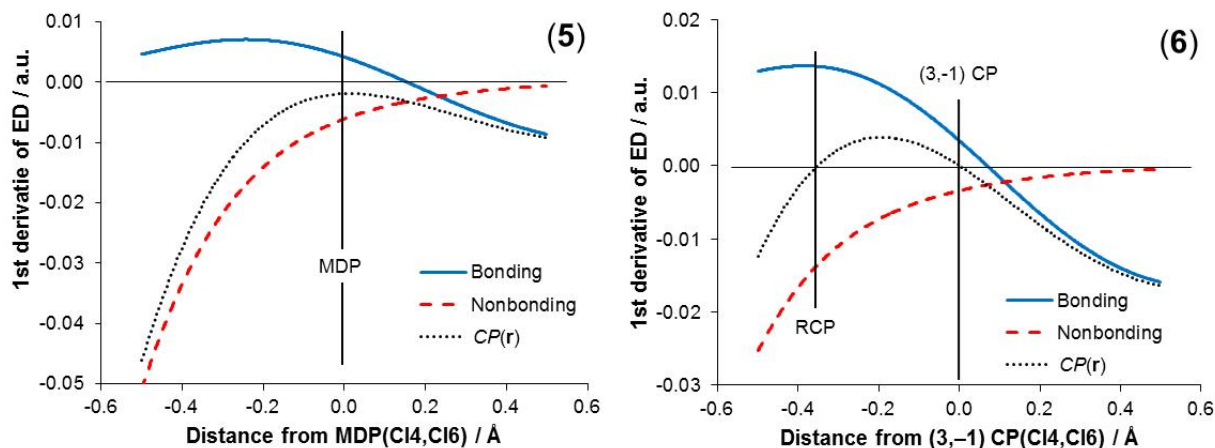 0.01
0.00
-0.01
-0.02
-0.03
-0.04
-0.05
1st derivatie of ED / a.u.
(5)
MDP
Bonding
Nonbonding
CP(r)
-0.6 -0.4 -0.2 0.0 0.2 0.4 0.6
Distance from MDP(Cl4,Cl6) / Å
0.02
0.01
0.00
-0.01
-0.02
-0.03
1st derivatie of ED / a.u.
(6)
(3,-1) CP
RCP
Bonding
Nonbonding
CP(r)
-0.6 -0.4 -0.2 0.0 0.2 0.4 0.6
Distance from (3,–1) CP(Cl4,Cl6) / Å